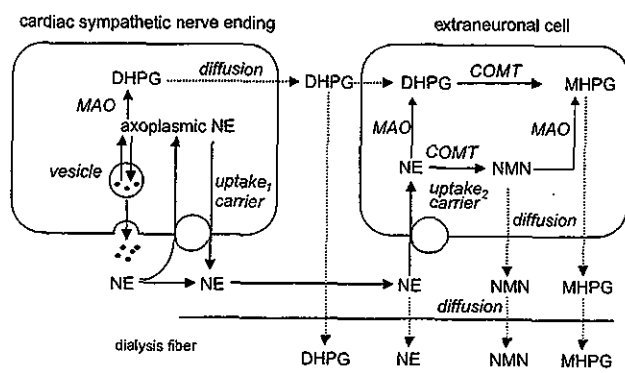 cardiac sympathetic nerve ending
extraneuronal cell
DHPG diffusion DHPG DHPG COMT MHPG
MAO
axoplasmic NE
MAO MAO
vesicle
NE COMT NMN
uptake1
carrier
uptake2
carrier
diffusion
NE NE NE NMN MHPG
diffusion
dialysis fiber
DHPG NE NMN MHPG